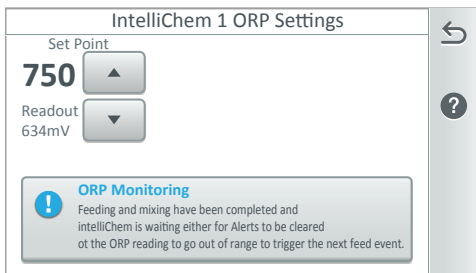 IntelliChem 1 ORP Settings
Set Point
750
Readout
634mV
ORP Monitoring
Feeding and mixing have been completed and
intelliChem is waiting either for Alerts to be cleared
ot the ORP reading to go out of range to trigger the next feed event.